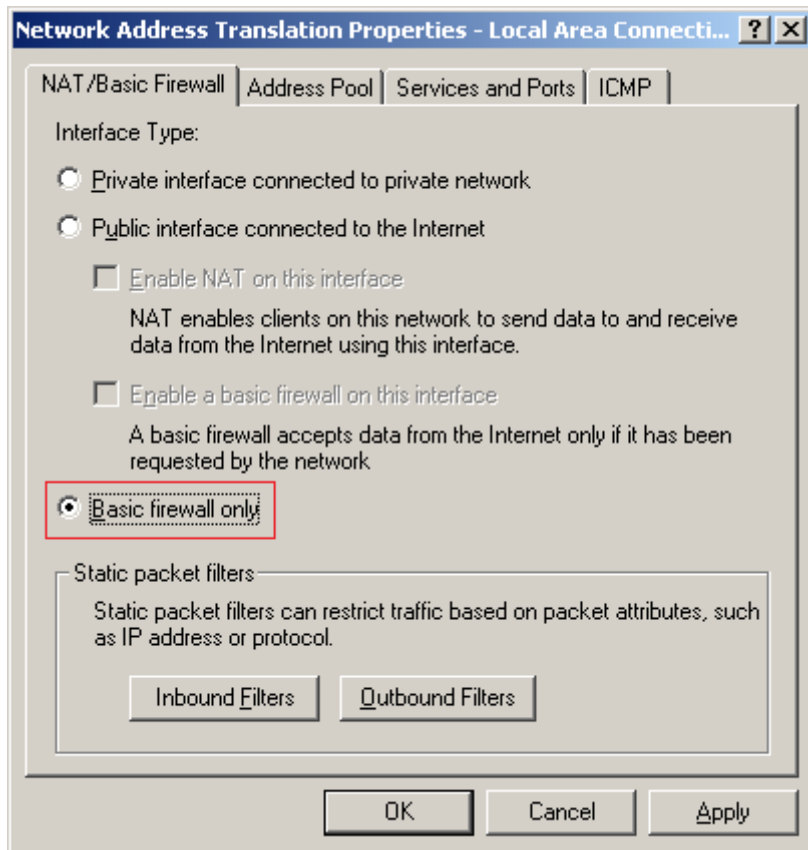 Network Address Translation Properties - Local Area Connecti...
NAT/Basic Firewall Address Pool Services and Ports ICMP
Interface Type:
Private interface connected to private network
Public interface connected to the Internet
Enable NAT on this interface
NAT enables clients on this network to send data to and receive
data from the Internet using this interface.
Enable a basic firewall on this interface
A basic firewall accepts data from the Internet only if it has been
requested by the network
Basic firewall only
Static packet filters
Static packet filters can restrict traffic based on packet attributes, such
as IP address or protocol.
Inbound Filters Outbound Filters
OK Cancel Apply